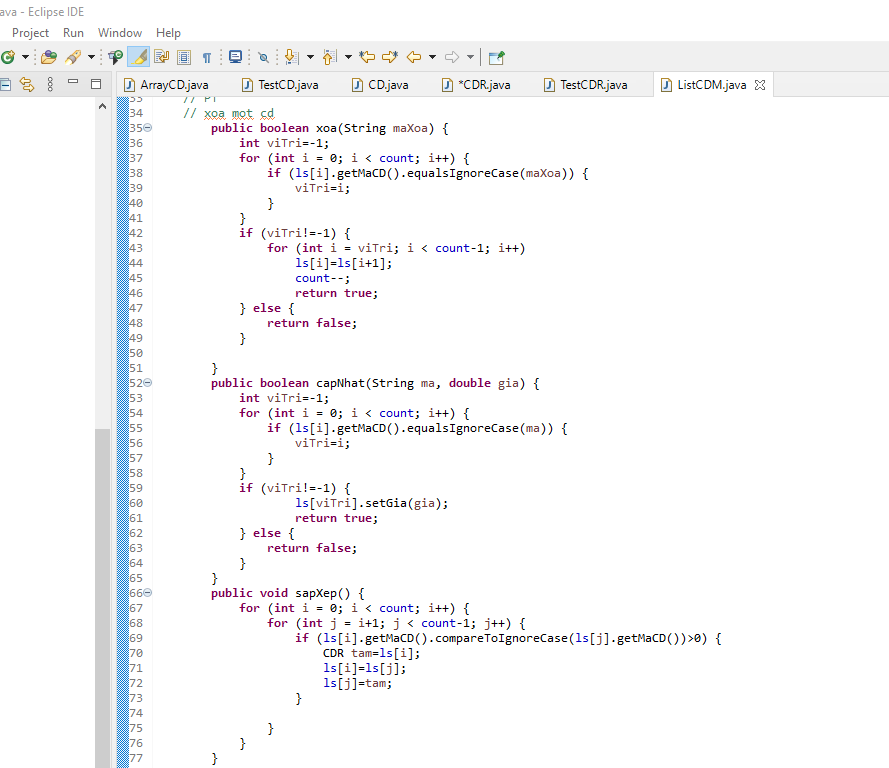 ava - Eclipse IDE
Project Run Window Help
ArrayCD.java TestCD.java CD.java *CDR.java TestCDR.java ListCDM.java
33 // PT
34 // xoa mot cd
35 public boolean xoa(String maXoa) {
36 int viTri=-1;
37 for (int i = 0; i < count; i++) {
38 if (ls[i].getMaCD().equalsIgnoreCase(maXoa)) {
39 viTri=i;
40 }
41 }
42 if (viTri!=-1) {
43 for (int i = viTri; i < count-1; i++)
44 ls[i]=ls[i+1];
45 count--;
46 return true;
47 } else {
48 return false;
49 }
50
51 }
52 public boolean capNhat(String ma, double gia) {
53 int viTri=-1;
54 for (int i = 0; i < count; i++) {
55 if (ls[i].getMaCD().equalsIgnoreCase(ma)) {
56 viTri=i;
57 }
58 }
59 if (viTri!=-1) {
60 ls[viTri].setGia(gia);
61 return true;
62 } else {
63 return false;
64 }
65 }
66 public void sapXep() {
67 for (int i = 0; i < count; i++) {
68 for (int j = i+1; j < count-1; j++) {
69 if (ls[i].getMaCD().compareToIgnoreCase(ls[j].getMaCD())>0) {
70 CDR tam=ls[i];
71 ls[i]=ls[j];
72 ls[j]=tam;
73 }
74
75 }
76 }
77 }